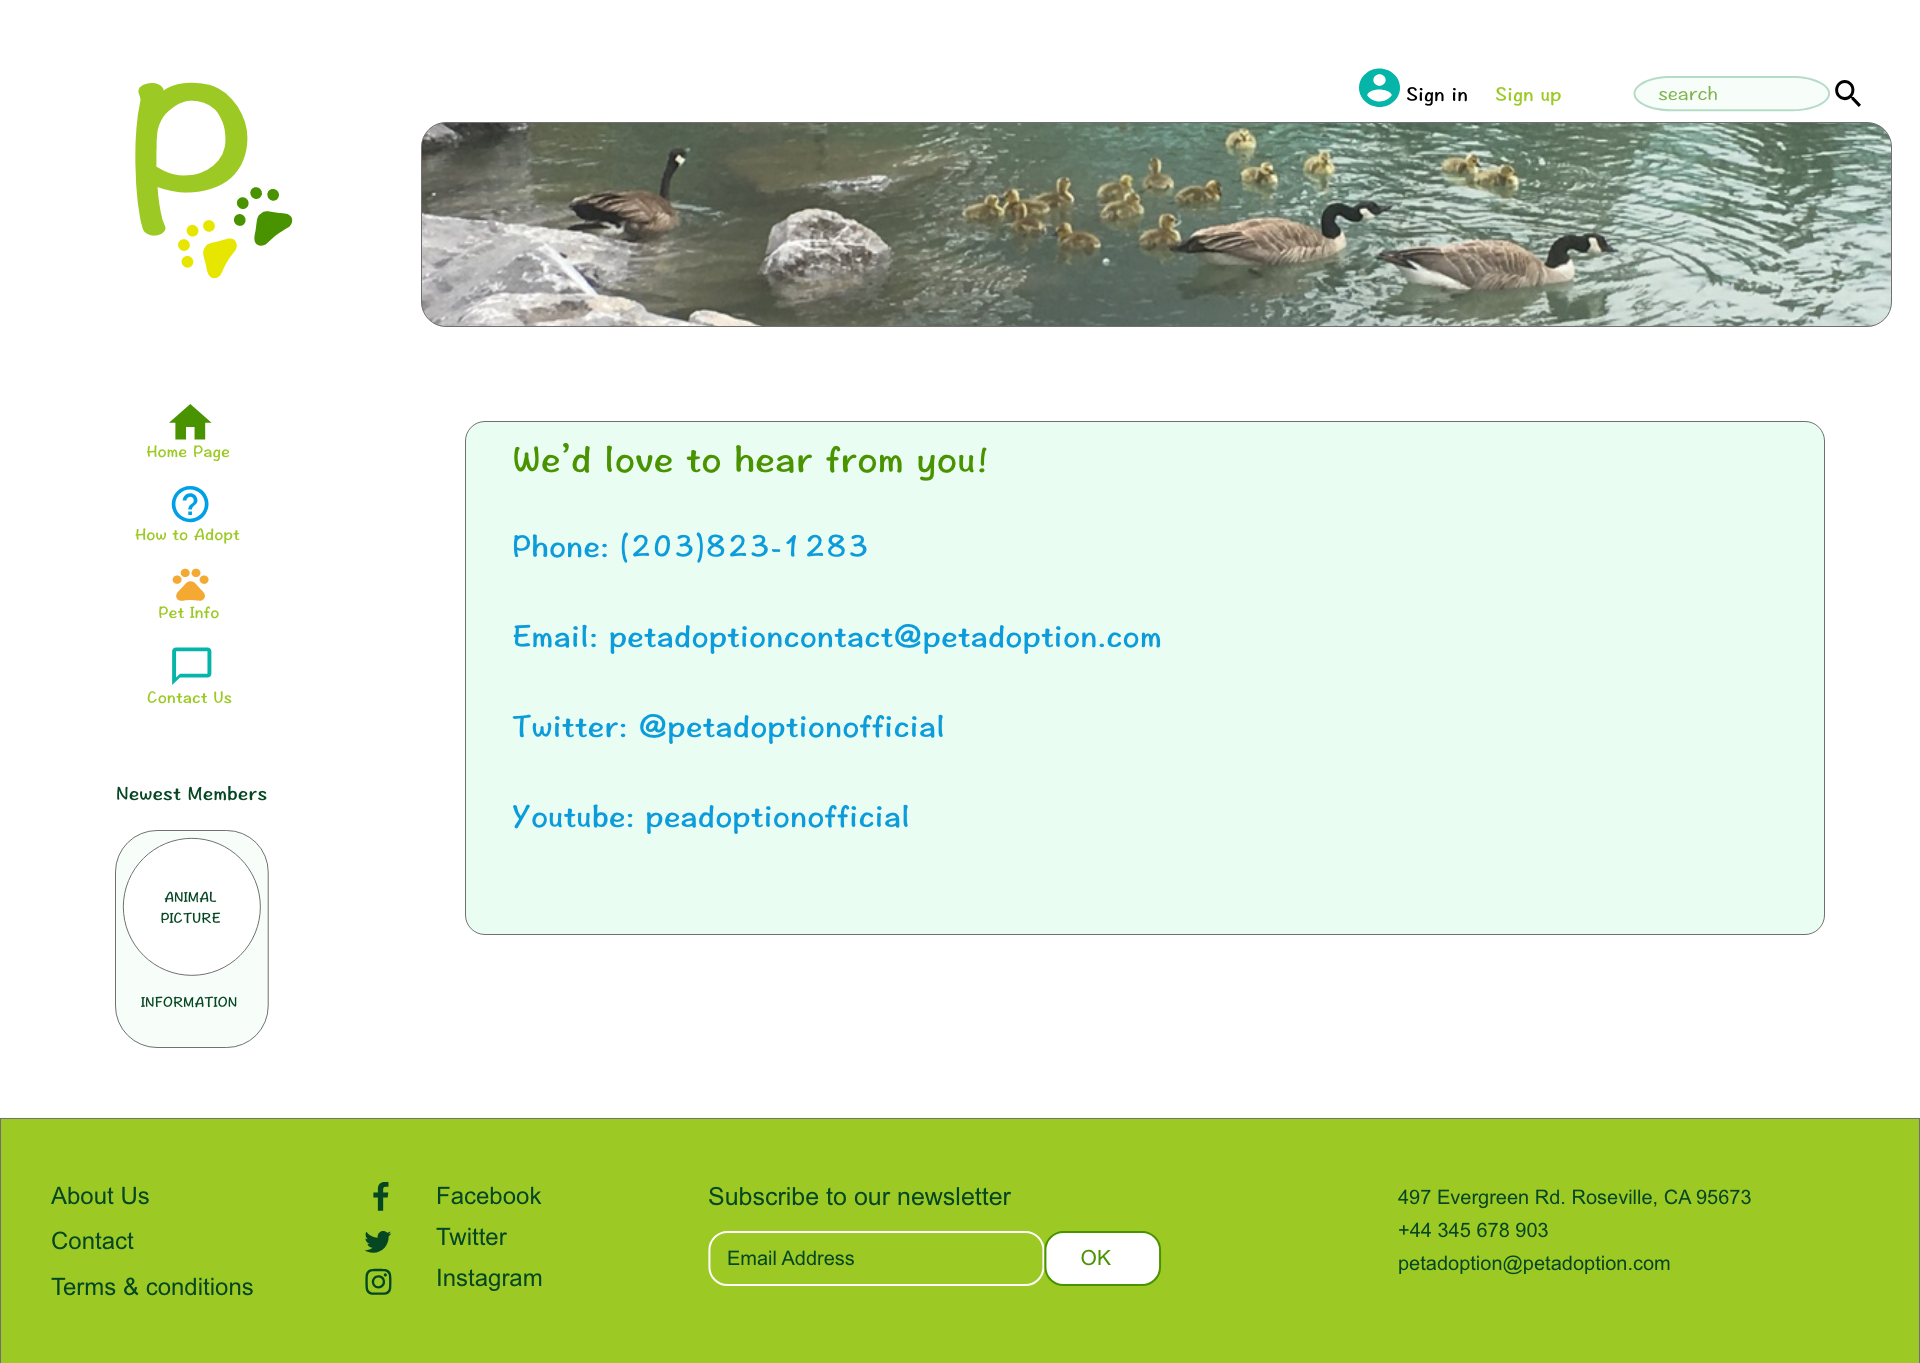 p
Sign in
Sign up
search
Home Page
How to Adopt
Pet Info
Contact Us
Newest Members
ANIMAL
PICTURE
INFORMATION
We’d love to hear from you!
Phone: (203)823-1283
Email: petadoptioncontact@petadoption.com
Twitter: @petadoptionofficial
Youtube: peadoptionofficial
About Us
Contact
Terms & conditions
Facebook
Twitter
Instagram
Subscribe to our newsletter
Email Address
OK
497 Evergreen Rd. Roseville, CA 95673
+44 345 678 903
petadoption@petadoption.com